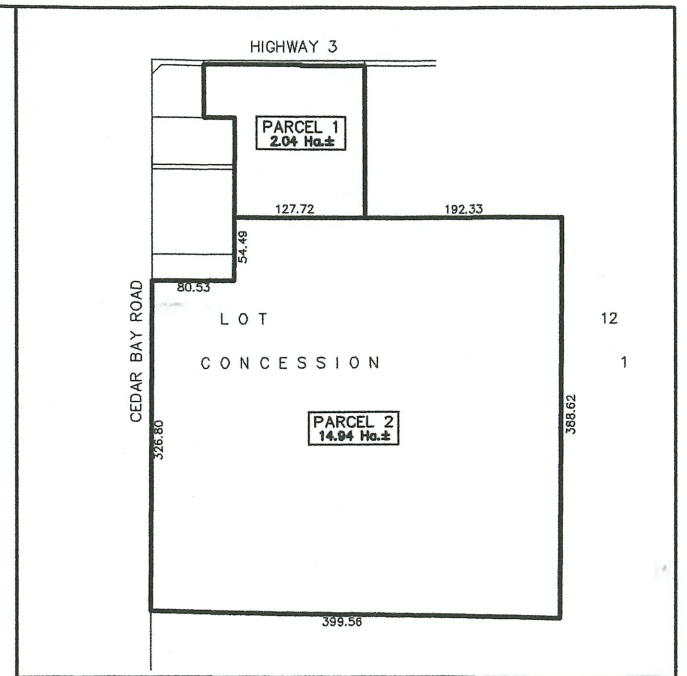 HIGHWAY 3
PARCEL 1
2.04 Ha.±
127.72
192.33
54.49
80.53
CEDAR BAY ROAD
LOT 12
CONCESSION 1
326.80
PARCEL 2
14.94 Ha.±
388.62
399.56